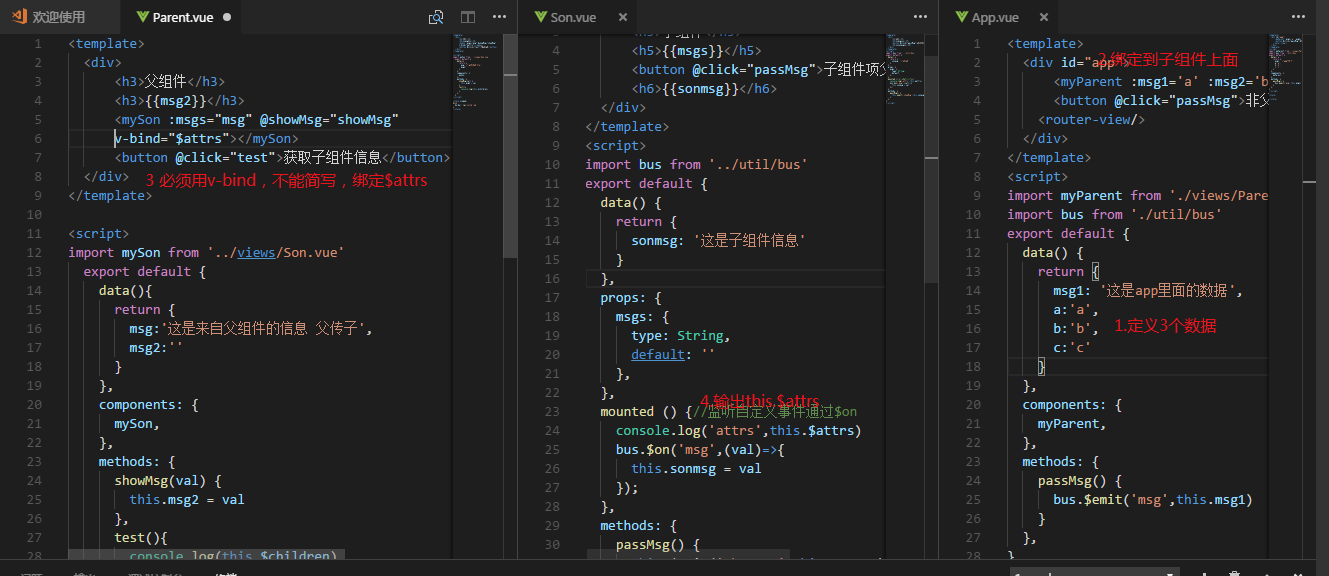 欢迎使用
Parent.vue
1 <template>
2 <div>
3 <h3>父组件</h3>
4 <h3>{{msg2}}</h3>
5 <mySon :msgs="msg" @showMsg="showMsg"
6 v-bind="$attrs"></mySon>
7 <button @click="test">获取子组件信息</button>
8 </div>
3 必须用v-bind，不能简写，绑定$attrs
9 </template>
10
11 <script>
12 import mySon from '../views/Son.vue'
13 export default {
14 data(){
15 return {
16 msg:'这是来自父组件的信息 父传子',
17 msg2:''
18 }
19 },
20 components: {
21 mySon,
22 },
23 methods: {
24 showMsg(val) {
25 this.msg2 = val
26 },
27 test(){
28 console.log(this.$children)
Son.vue
4 <h5>{{msgs}}</h5>
5 <button @click="passMsg">子组件项父
6 <h6>{{sonmsg}}</h6>
7 </div>
8 </template>
9 <script>
10 import bus from '../util/bus'
11 export default {
12 data() {
13 return {
14 sonmsg: '这是子组件信息'
15 }
16 },
17 props: {
18 msgs: {
19 type: String,
20 default: ''
21 },
22 },
4.输出this.$attrs
23 mounted () {//监听自定义事件通过$on
24 console.log('attrs',this.$attrs)
25 bus.$on('msg',(val)=>{
26 this.sonmsg = val
27 });
28 },
29 methods: {
30 passMsg() {
App.vue
1 <template>
2 <div id="app">
2.绑定到子组件上面
3 <myParent :msg1='a' :msg2='b
4 <button @click="passMsg">非父
5 <router-view/>
6 </div>
7 </template>
8 <script>
9 import myParent from './views/Pare
10 import bus from './util/bus'
11 export default {
12 data() {
13 return {
14 msg1: '这是app里面的数据',
15 a:'a',
16 b:'b',
1.定义3个数据
17 c:'c'
18 }
19 },
20 components: {
21 myParent,
22 },
23 methods: {
24 passMsg() {
25 bus.$emit('msg',this.msg1)
26 }
27 },
28 }